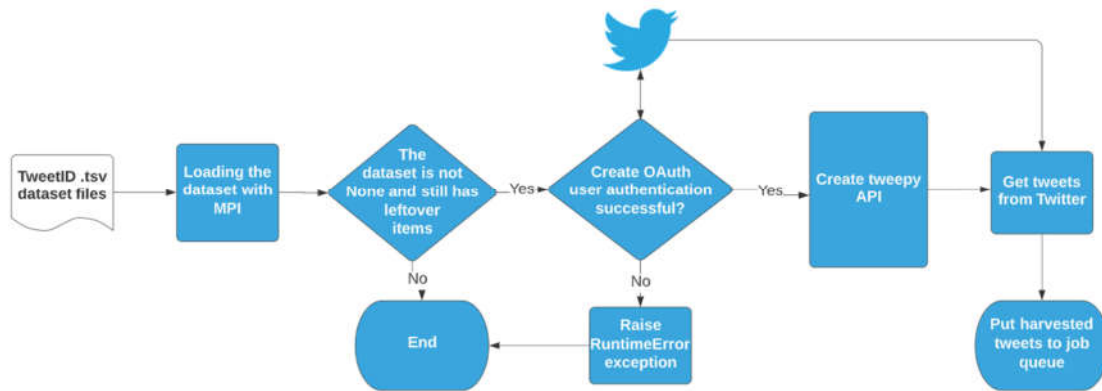 TweetID .tsv
dataset files
Loading the
dataset with
MPI
The
dataset is not
None and still has
leftover
items
Yes
Create OAuth
user authentication
successful?
Yes
Create tweepy
API
Get tweets
from Twitter
No
No
End
Raise
RuntimeError
exception
Put harvested
tweets to job
queue